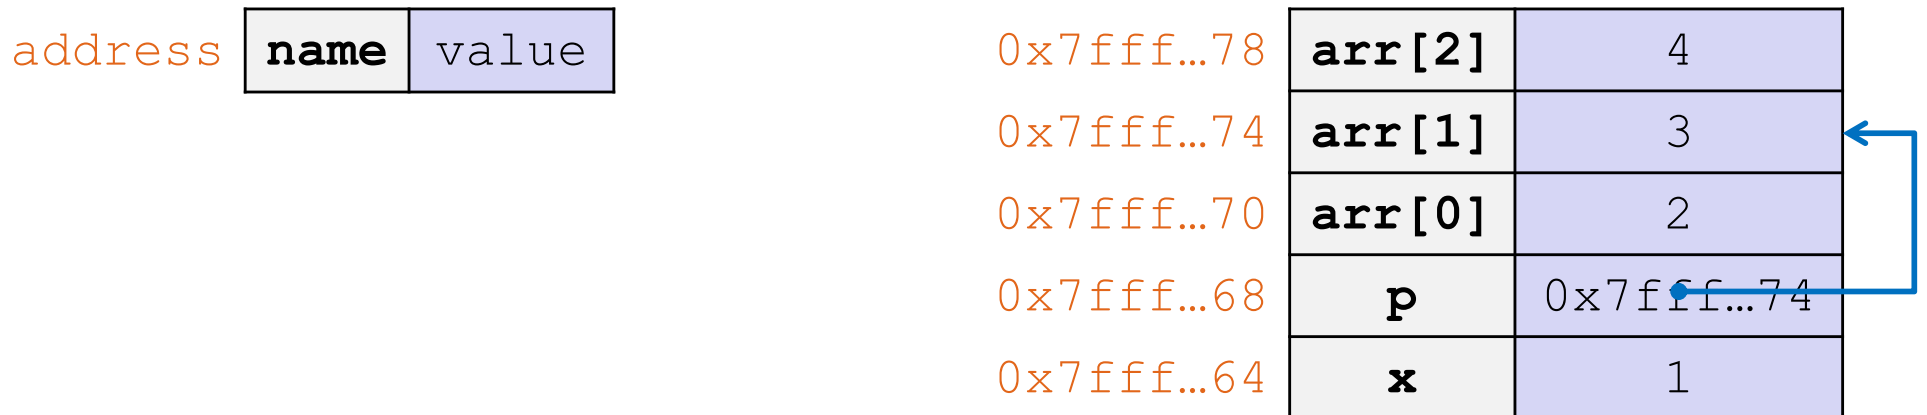 address name value
0x7fff…78 arr[2] 4
0x7fff…74 arr[1] 3
0x7fff…70 arr[0] 2
0x7fff…68 p 0x7fff…74
0x7fff…64 x 1